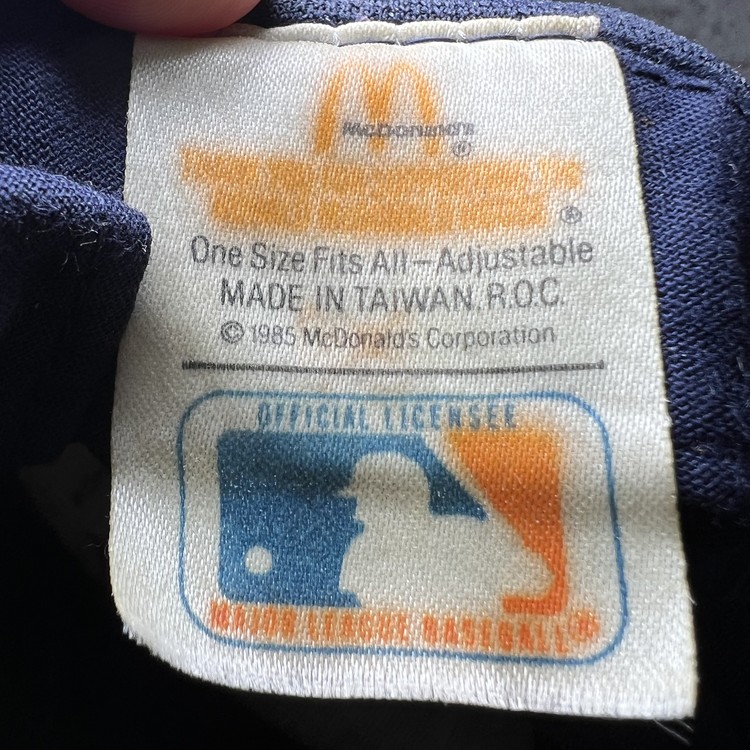 McDonald's
®
®
One Size Fits All–Adjustable
MADE IN TAIWAN, R.O.C.
© 1985 McDonald's Corporation
OFFICIAL LICENSEE
MAJOR LEAGUE BASEBALL®